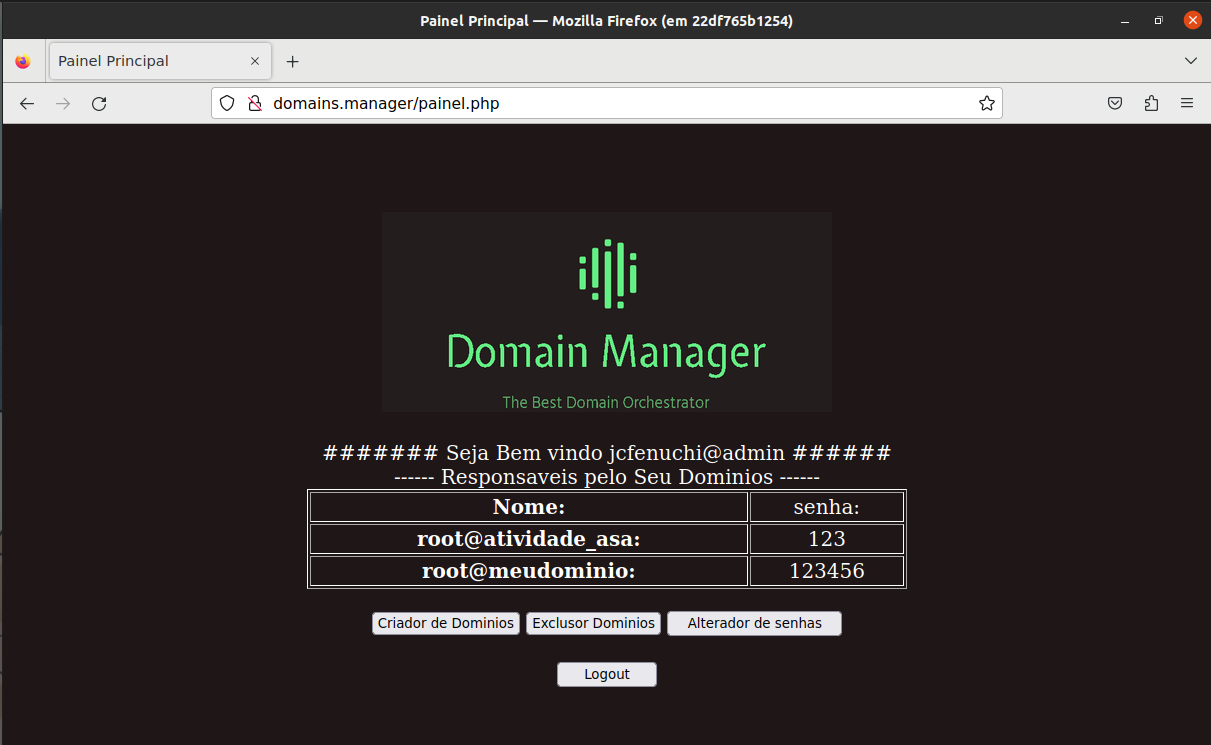 Painel Principal — Mozilla Firefox (em 22df765b1254)
Painel Principal
domains.manager/painel.php
Domain Manager
The Best Domain Orchestrator
####### Seja Bem vindo jcfenuchi@admin ######
------ Responsaveis pelo Seu Dominios ------
Nome: senha:
root@atividade_asa: 123
root@meudominio: 123456
Criador de Dominios Exclusor Dominios Alterador de senhas
Logout